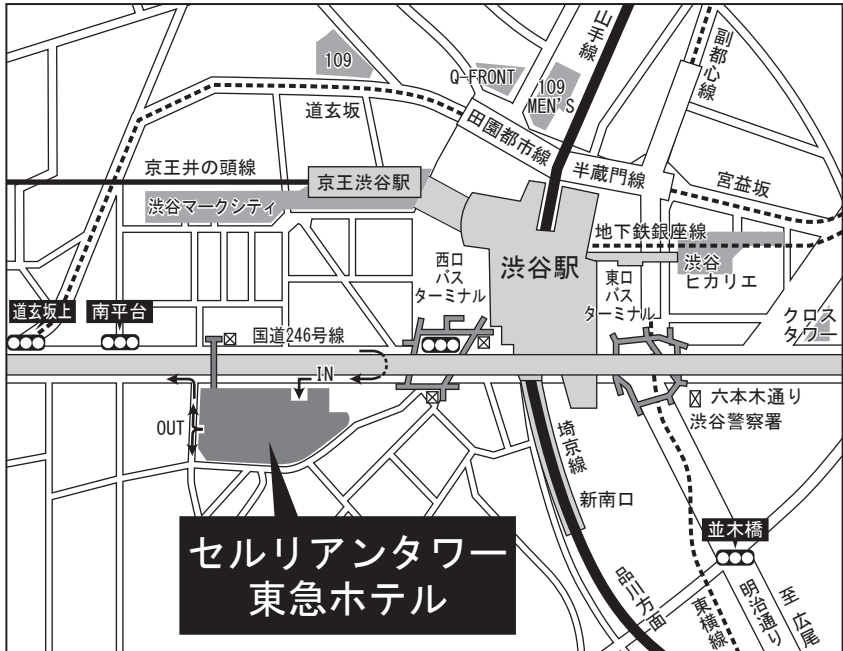 109
Q-FRONT
109
MEN'S
山手線
副都心線
道玄坂
田園都市線
半蔵門線
宮益坂
京王井の頭線
京王渋谷駅
渋谷マークシティ
地下鉄銀座線
渋谷駅
西口
バス
ターミナル
東口
バス
ターミナル
渋谷
ヒカリエ
クロス
タワー
道玄坂上
南平台
国道246号線
IN
OUT
六本木通り
渋谷警察署
埼京線
新南口
セルリアンタワー
東急ホテル
並木橋
品川方面
東横線
明治通り
至 広尾